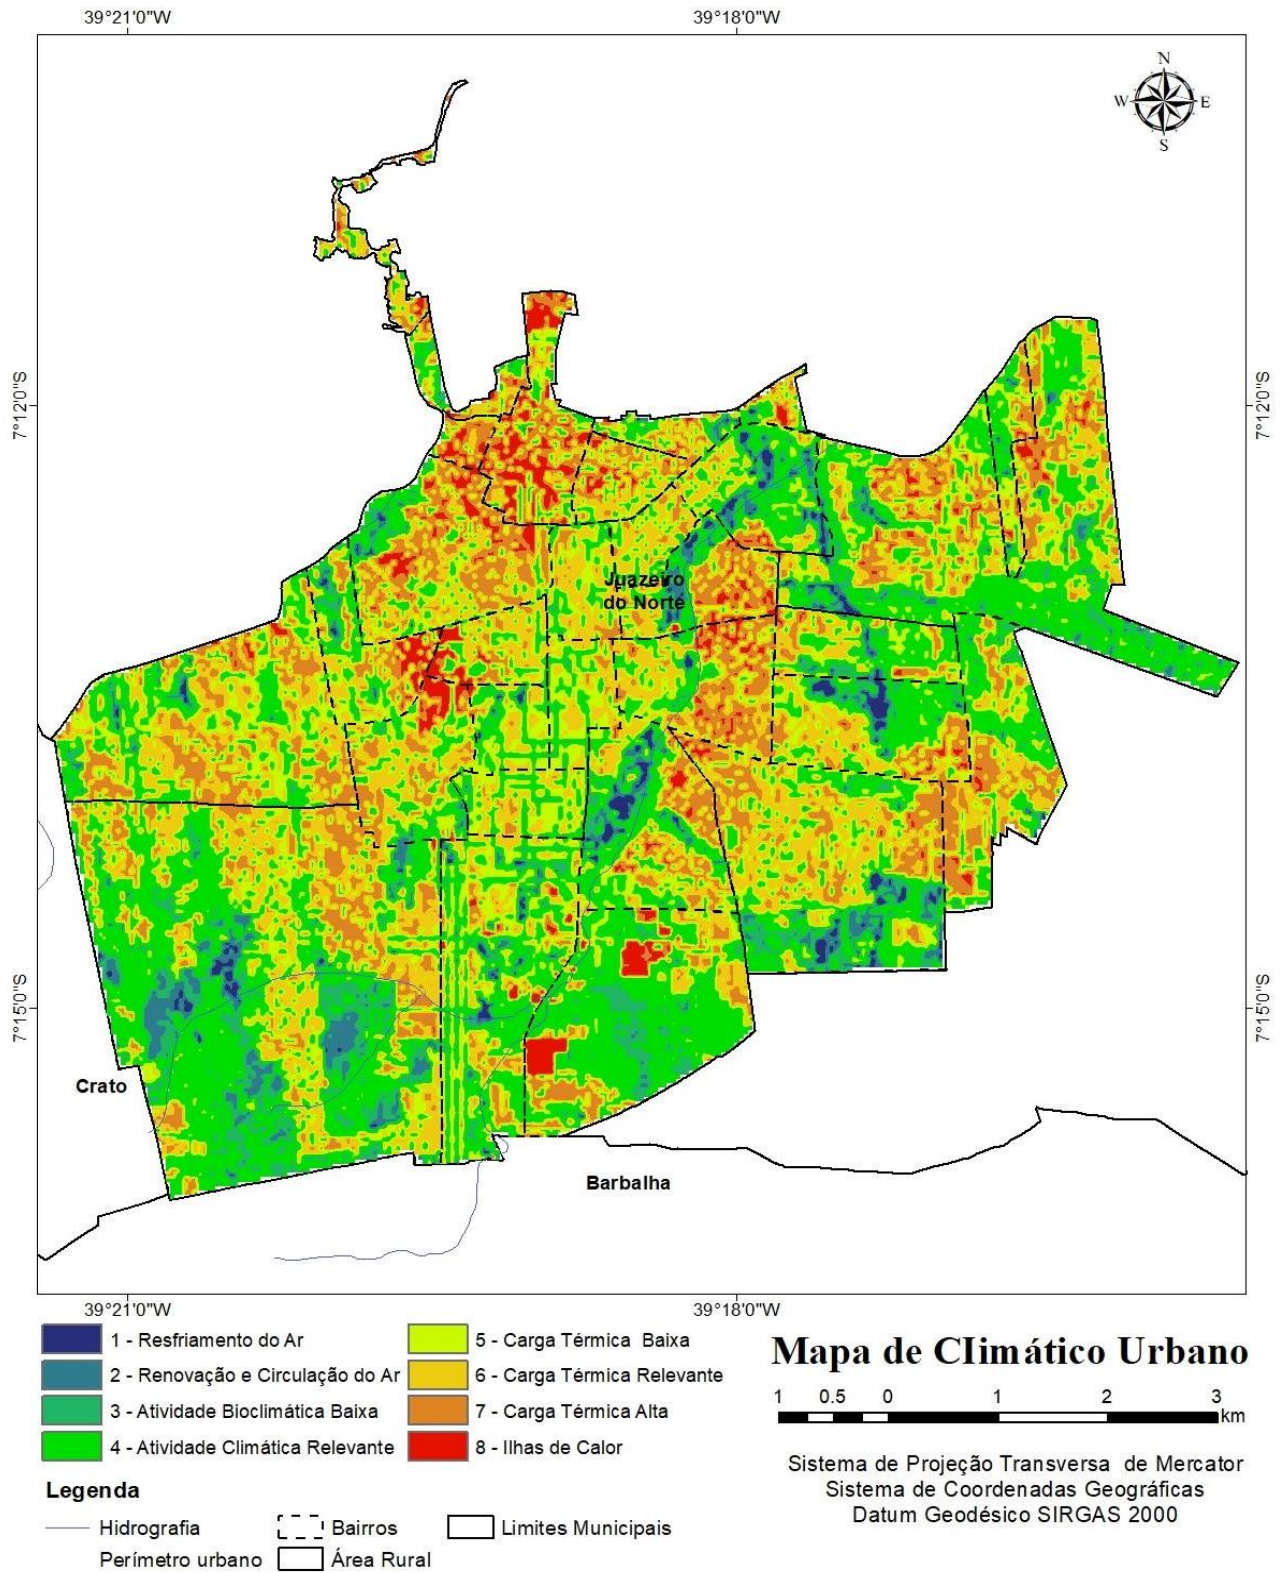 39°21'0"W
39°18'0"W
N
W
E
S
7°12'0"S
7°12'0"S
Juazeiro
do Norte
7°15'0"S
7°15'0"S
Crato
Barbalha
39°21'0"W
39°18'0"W
1 - Resfriamento do Ar
2 - Renovação e Circulação do Ar
3 - Atividade Bioclimática Baixa
4 - Atividade Climática Relevante
5 - Carga Térmica Baixa
6 - Carga Térmica Relevante
7 - Carga Térmica Alta
8 - Ilhas de Calor
Mapa de Climático Urbano
1 0.5 0 1 2 3
km
Sistema de Projeção Transversa de Mercator
Sistema de Coordenadas Geográficas
Datum Geodésico SIRGAS 2000
Legenda
Hidrografia
Bairros
Limites Municipais
Perímetro urbano
Área Rural